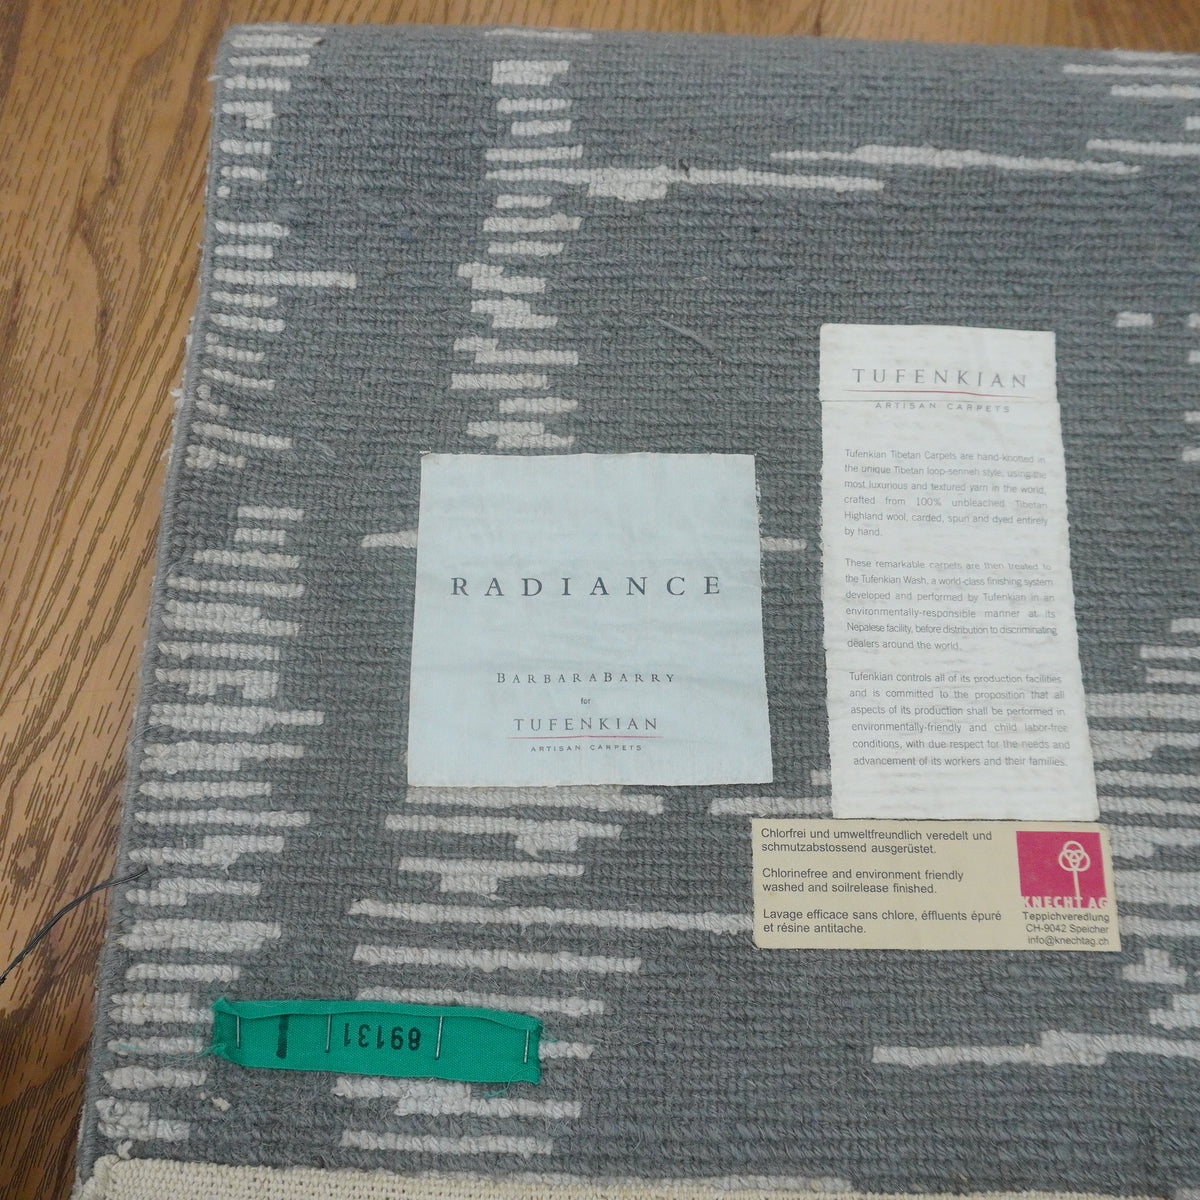 TUFENKIAN
ARTISAN CARPETS
Tufenkian Tibetan Carpets are hand-knotted in
the unique Tibetan loop-senneh style, using the
most luxurious and textured yarn in the world,
crafted from 100% unbleached Tibetan
Highland wool, carded, spun and dyed entirely
by hand.
These remarkable carpets are then treated to
the Tufenkian Wash, a world-class finishing system
developed and performed by Tufenkian in an
environmentally-responsible manner at its
Nepalese facility, before distribution to discriminating
dealers around the world.
Tufenkian controls all of its production facilities
and is committed to the proposition that all
aspects of its production shall be performed in
environmentally-friendly and child labor-free
conditions, with due respect for the needs and
advancement of its workers and their families.
RADIANCE
BARBARABARRY
for
TUFENKIAN
ARTISAN CARPETS
Chlorfrei und umweltfreundlich veredelt und
schmutzabstossend ausgerüstet.
Chlorinefree and environment friendly
washed and soilrelease finished.
Lavage efficace sans chlore, éffluents épuré
et résine antitache.
KNECHT AG
Teppichveredlung
CH-9042 Speicher
info@knechtag.ch
89131